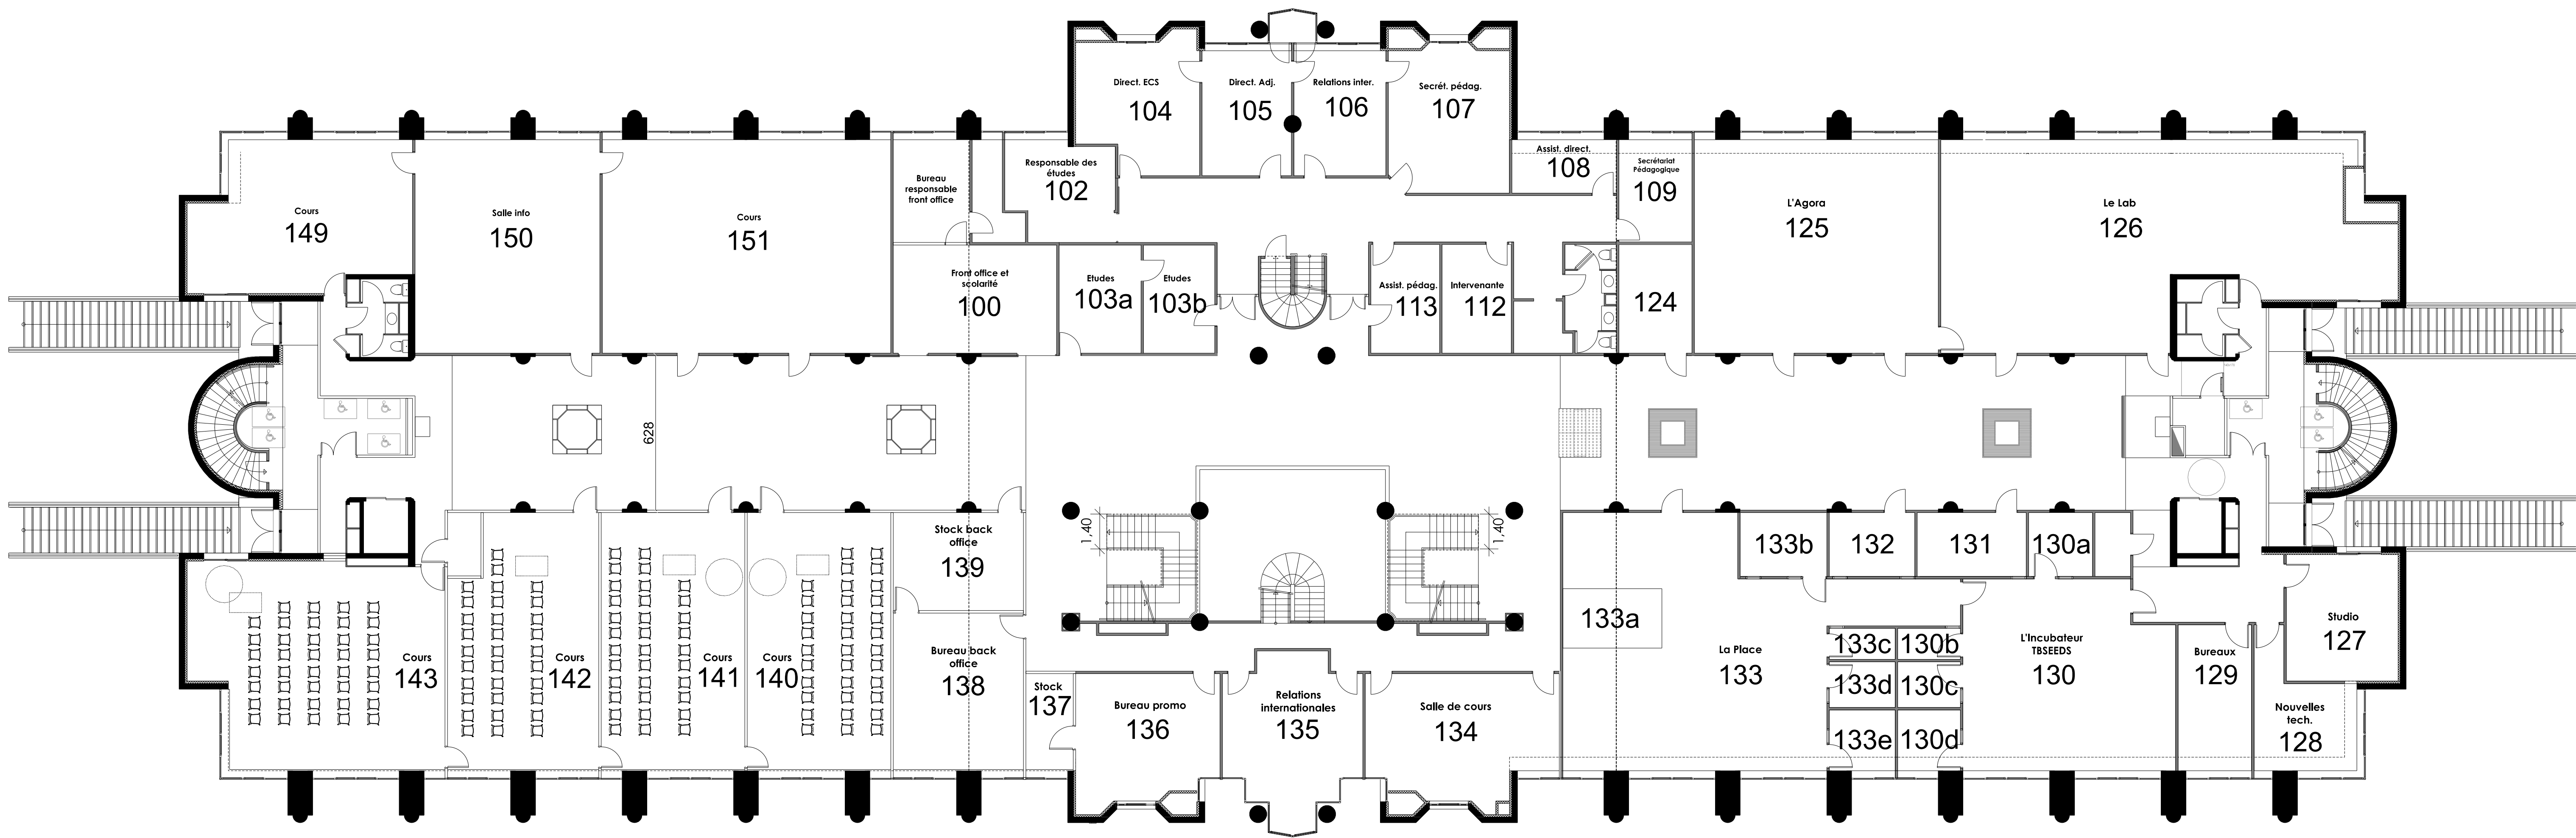 Direct. ECS
104
Direct. Adj.
105
Relations inter.
106
Secrét. pédag.
107
Cours
149
Salle info
150
Cours
151
Bureau
responsable
front office
Responsable des
études
102
Assist. direct.
108
Secrétariat
Pédagogique
109
L'Agora
125
Le Lab
126
Front office et
scolarité
100
Etudes
103a
Etudes
103b
Assist. pédag.
113
Intervenante
112
124
628
1,40
1,40
Stock back
office
139
133b
132
131
130a
133a
Cours
143
Cours
142
Cours
141
Cours
140
Bureau back
office
138
Stock
137
Bureau promo
136
Relations
internationales
135
Salle de cours
134
La Place
133
133c
133d
133e
130b
130c
130d
L'Incubateur
TBSEEDS
130
Bureaux
129
Studio
127
Nouvelles
tech.
128